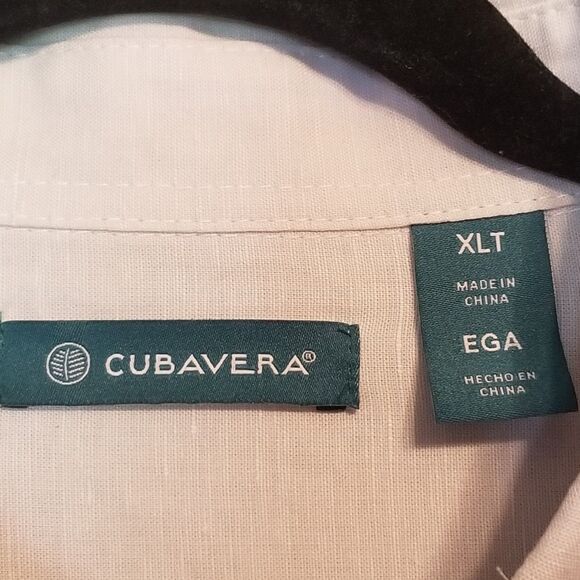 CUBAVERA®
XLT
MADE IN
CHINA
EGA
HECHO EN
CHINA